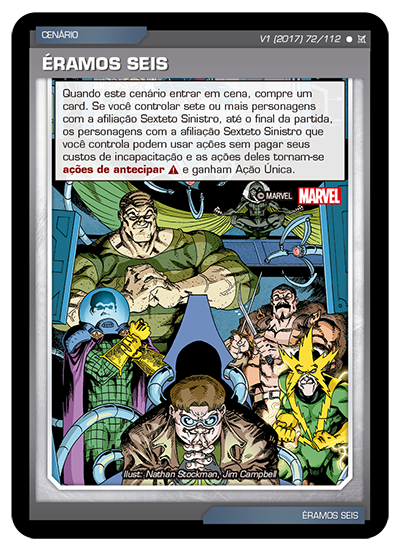 CENÁRIO
V1 (2017) 72/112
ÉRAMOS SEIS
Quando este cenário entrar em cena, compre um
card. Se você controlar sete ou mais personagens
com a afiliação Sexteto Sinistro, até o final da partida,
os personagens com a afiliação Sexteto Sinistro que
você controla podem usar ações sem pagar seus
custos de incapacitação e as ações deles tornam-se
ações de antecipar e ganham Ação Única.
© MARVEL MARVEL
Ilust: Nathan Stockman, Jim Campbell
ÉRAMOS SEIS